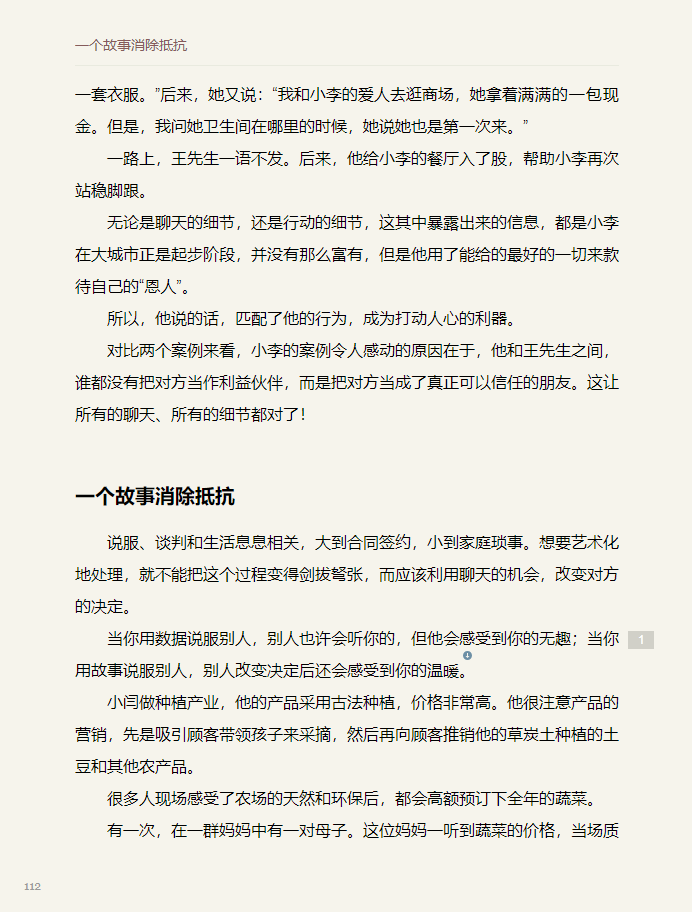 一个故事消除抵抗
一套衣服。”后来，她又说：“我和小李的爱人去逛商场，她拿着满满的一包现
金。但是，我问她卫生间在哪里的时候，她说她也是第一次来。”
一路上，王先生一语不发。后来，他给小李的餐厅入了股，帮助小李再次
站稳脚跟。
无论是聊天的细节，还是行动的细节，这其中暴露出来的信息，都是小李
在大城市正是起步阶段，并没有那么富有，但是他用了能给的最好的一切来款
待自己的“恩人”。
所以，他说的话，匹配了他的行为，成为打动人心的利器。
对比两个案例来看，小李的案例令人感动的原因在于，他和王先生之间，
谁都没有把对方当作利益伙伴，而是把对方当成了真正可以信任的朋友。这让
所有的聊天、所有的细节都对了！
一个故事消除抵抗
说服、谈判和生活息息相关，大到合同签约，小到家庭琐事。想要艺术化
地处理，就不能把这个过程变得剑拔弩张，而应该利用聊天的机会，改变对方
的决定。
当你用数据说服别人，别人也许会听你的，但他会感受到你的无趣；当你
1
用故事说服别人，别人改变决定后还会感受到你的温暖。
小闫做种植产业，他的产品采用古法种植，价格非常高。他很注意产品的
营销，先是吸引顾客带领孩子来采摘，然后再向顾客推销他的草炭土种植的土
豆和其他农产品。
很多人现场感受了农场的天然和环保后，都会高额预订下全年的蔬菜。
有一次，在一群妈妈中有一对母子。这位妈妈一听到蔬菜的价格，当场质
112